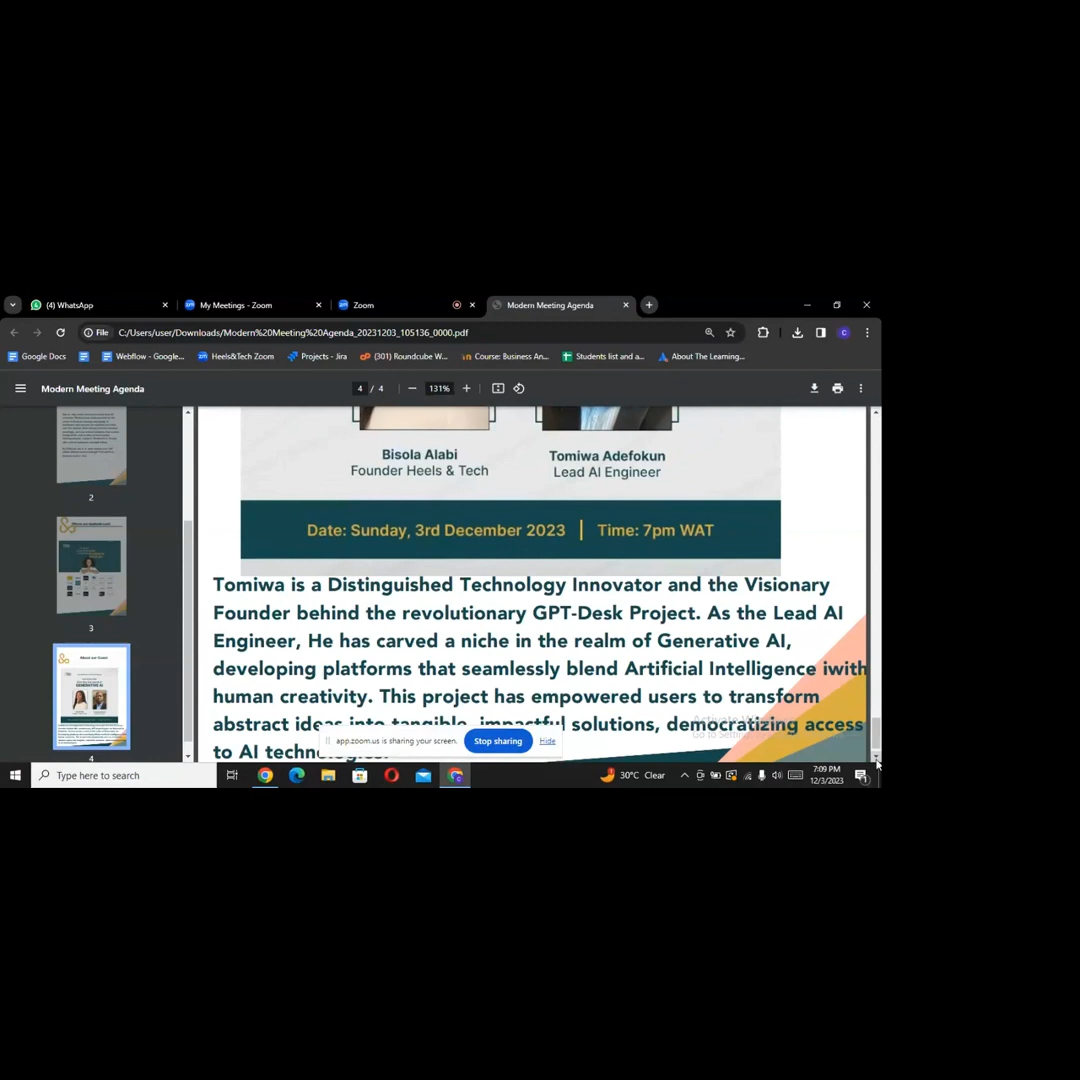 (4) WhatsApp
My Meetings - Zoom
Zoom
Modern Meeting Agenda
File C:/Users/user/Downloads/Modern%20Meeting%20Agenda_20231203_105136_0000.pdf
Google Docs
Webflow - Google...
Heels&Tech Zoom
Projects - Jira
(301) Roundcube W...
Course: Business An...
Students list and a...
About The Learning...
Modern Meeting Agenda
4 / 4
131%
2
3
4
Bisola Alabi
Founder Heels & Tech
Tomiwa Adefokun
Lead AI Engineer
Date: Sunday, 3rd December 2023 | Time: 7pm WAT
Tomiwa is a Distinguished Technology Innovator and the Visionary
Founder behind the revolutionary GPT-Desk Project. As the Lead AI
Engineer, He has carved a niche in the realm of Generative AI,
developing platforms that seamlessly blend Artificial Intelligence iwith
human creativity. This project has empowered users to transform
abstract ideas into tangible, impactful solutions, democratizing access
to AI technologies.
app.zoom.us is sharing your screen.
Stop sharing
Hide
Type here to search
30°C Clear
7:09 PM
12/3/2023